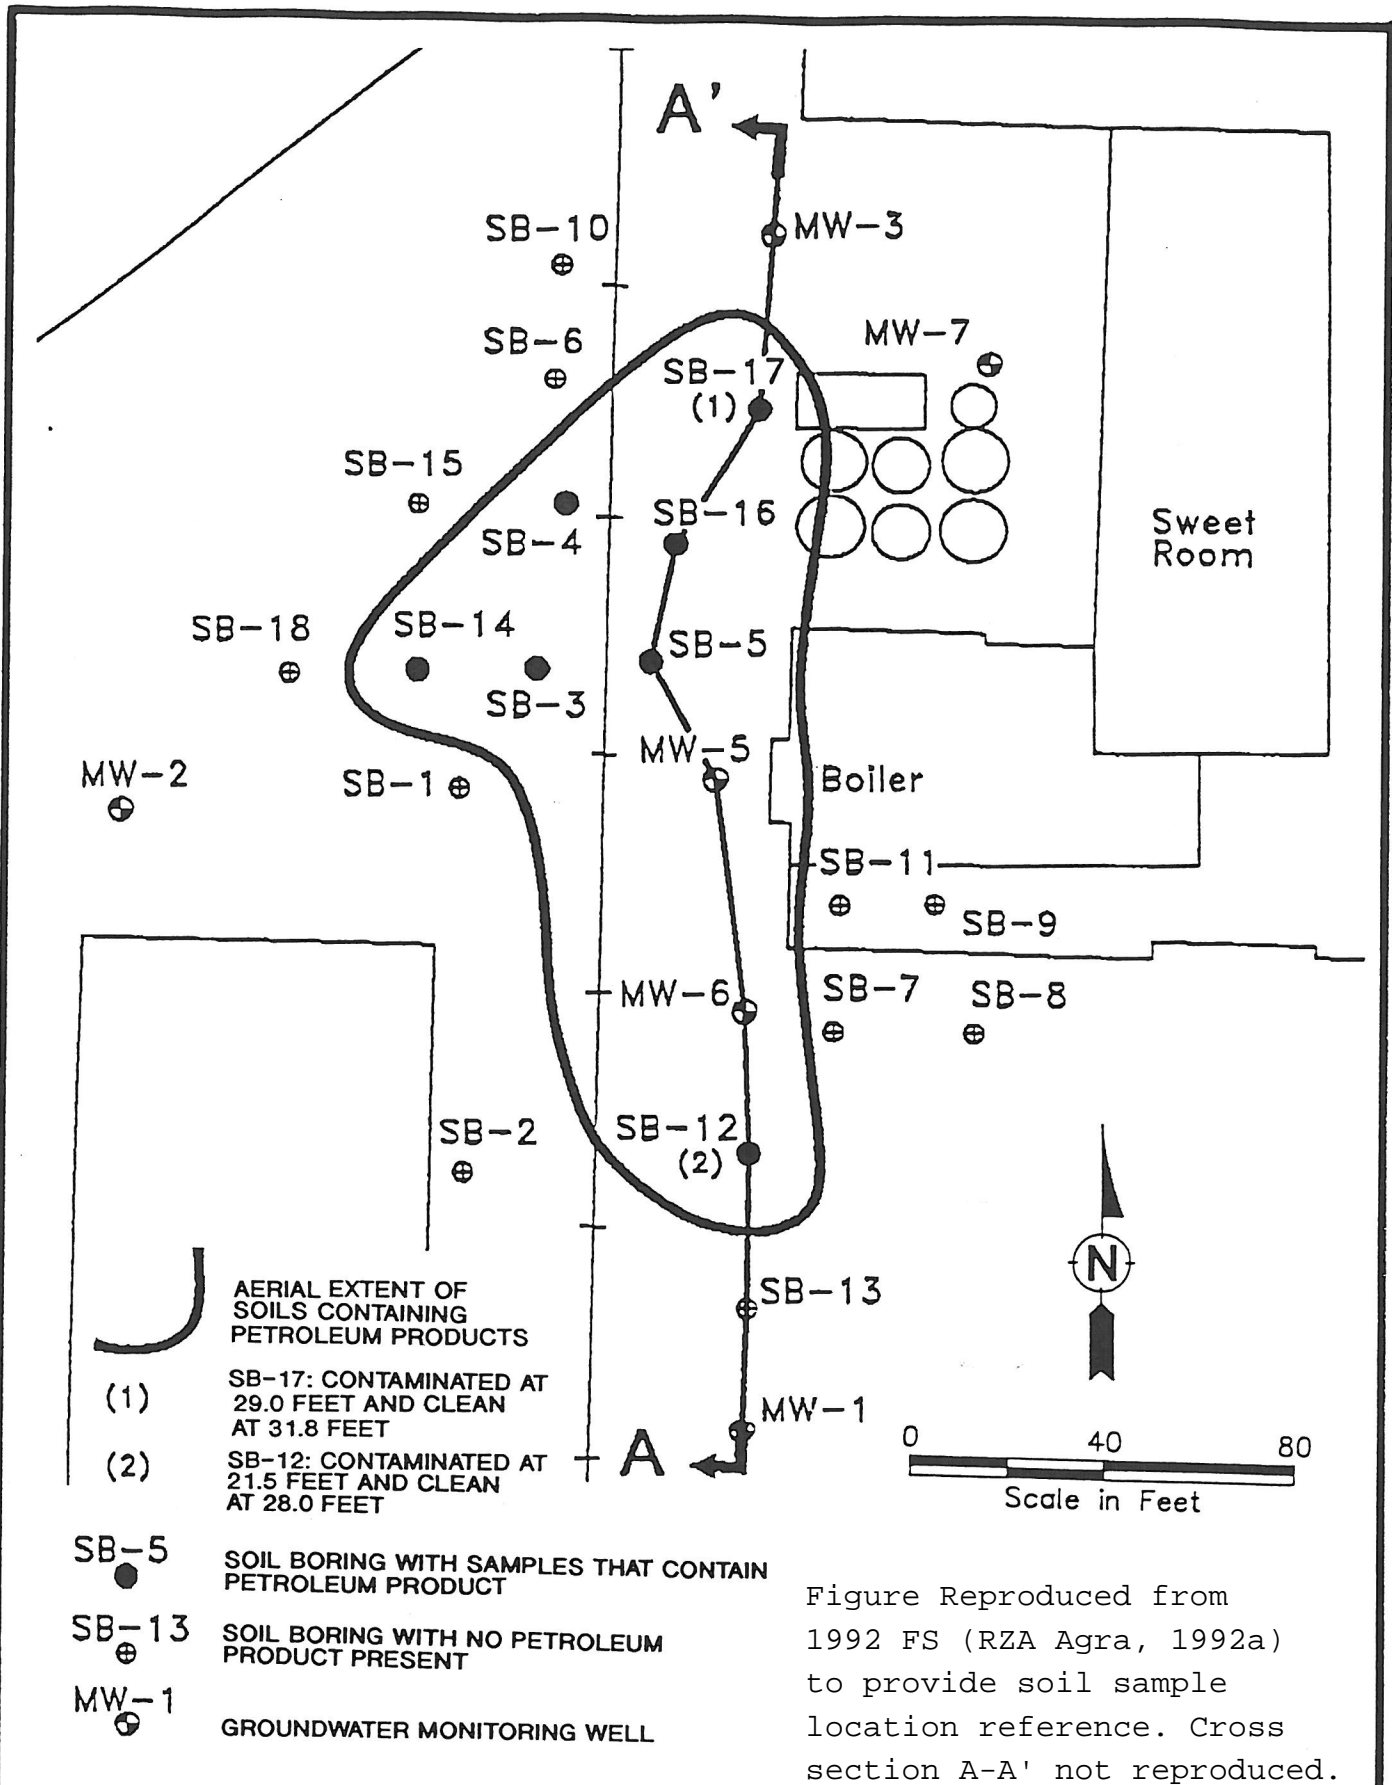 A'
MW-3
SB-10
MW-7
SB-6
SB-17
(1)
SB-15
SB-16
SB-4
Sweet
Room
SB-18
SB-14
SB-5
SB-3
MW-5
MW-2
SB-1
Boiler
SB-11
SB-9
MW-6
SB-7
SB-8
SB-2
SB-12
(2)
N
SB-13
MW-1
A
0 40 80
Scale in Feet
AERIAL EXTENT OF
SOILS CONTAINING
PETROLEUM PRODUCTS
(1)
SB-17: CONTAMINATED AT
29.0 FEET AND CLEAN
AT 31.8 FEET
(2)
SB-12: CONTAMINATED AT
21.5 FEET AND CLEAN
AT 28.0 FEET
SB-5
SOIL BORING WITH SAMPLES THAT CONTAIN
PETROLEUM PRODUCT
SB-13
SOIL BORING WITH NO PETROLEUM
PRODUCT PRESENT
MW-1
GROUNDWATER MONITORING WELL
Figure Reproduced from
1992 FS (RZA Agra, 1992a)
to provide soil sample
location reference. Cross
section A-A' not reproduced.